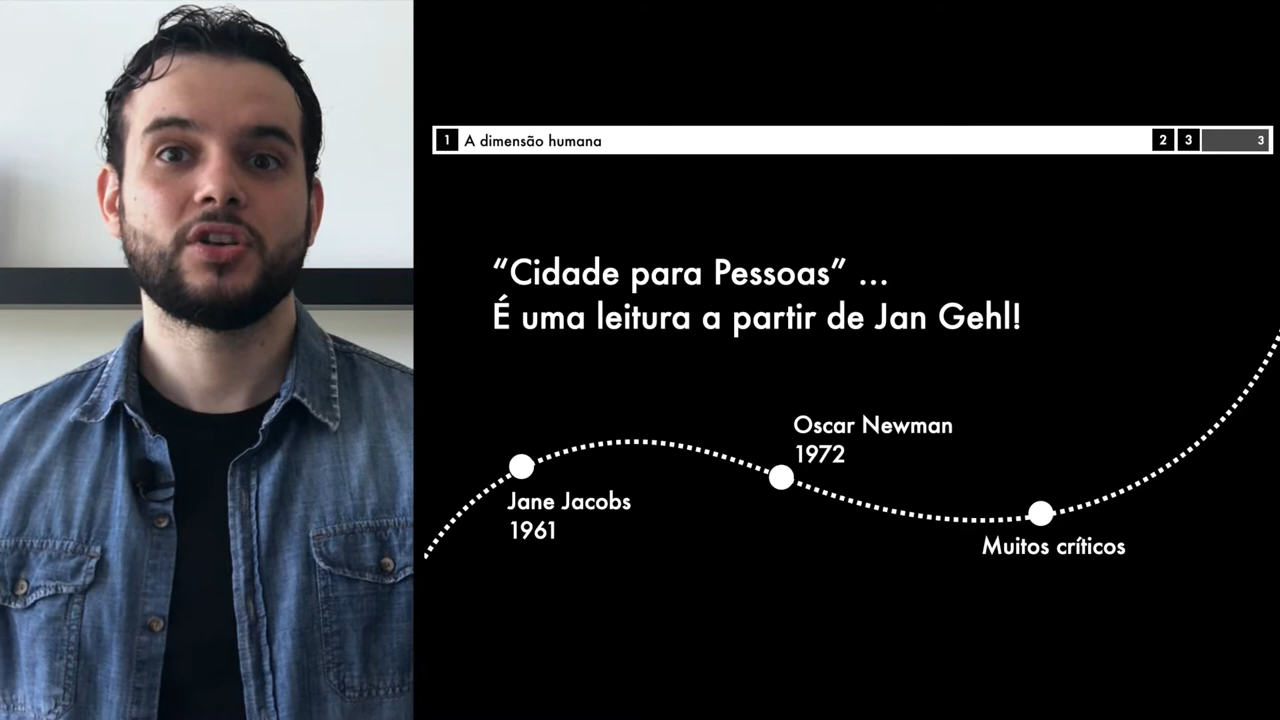 1 A dimensão humana 2 3 3
“Cidade para Pessoas” ...
É uma leitura a partir de Jan Gehl!
Oscar Newman
1972
Jane Jacobs
1961
Muitos críticos